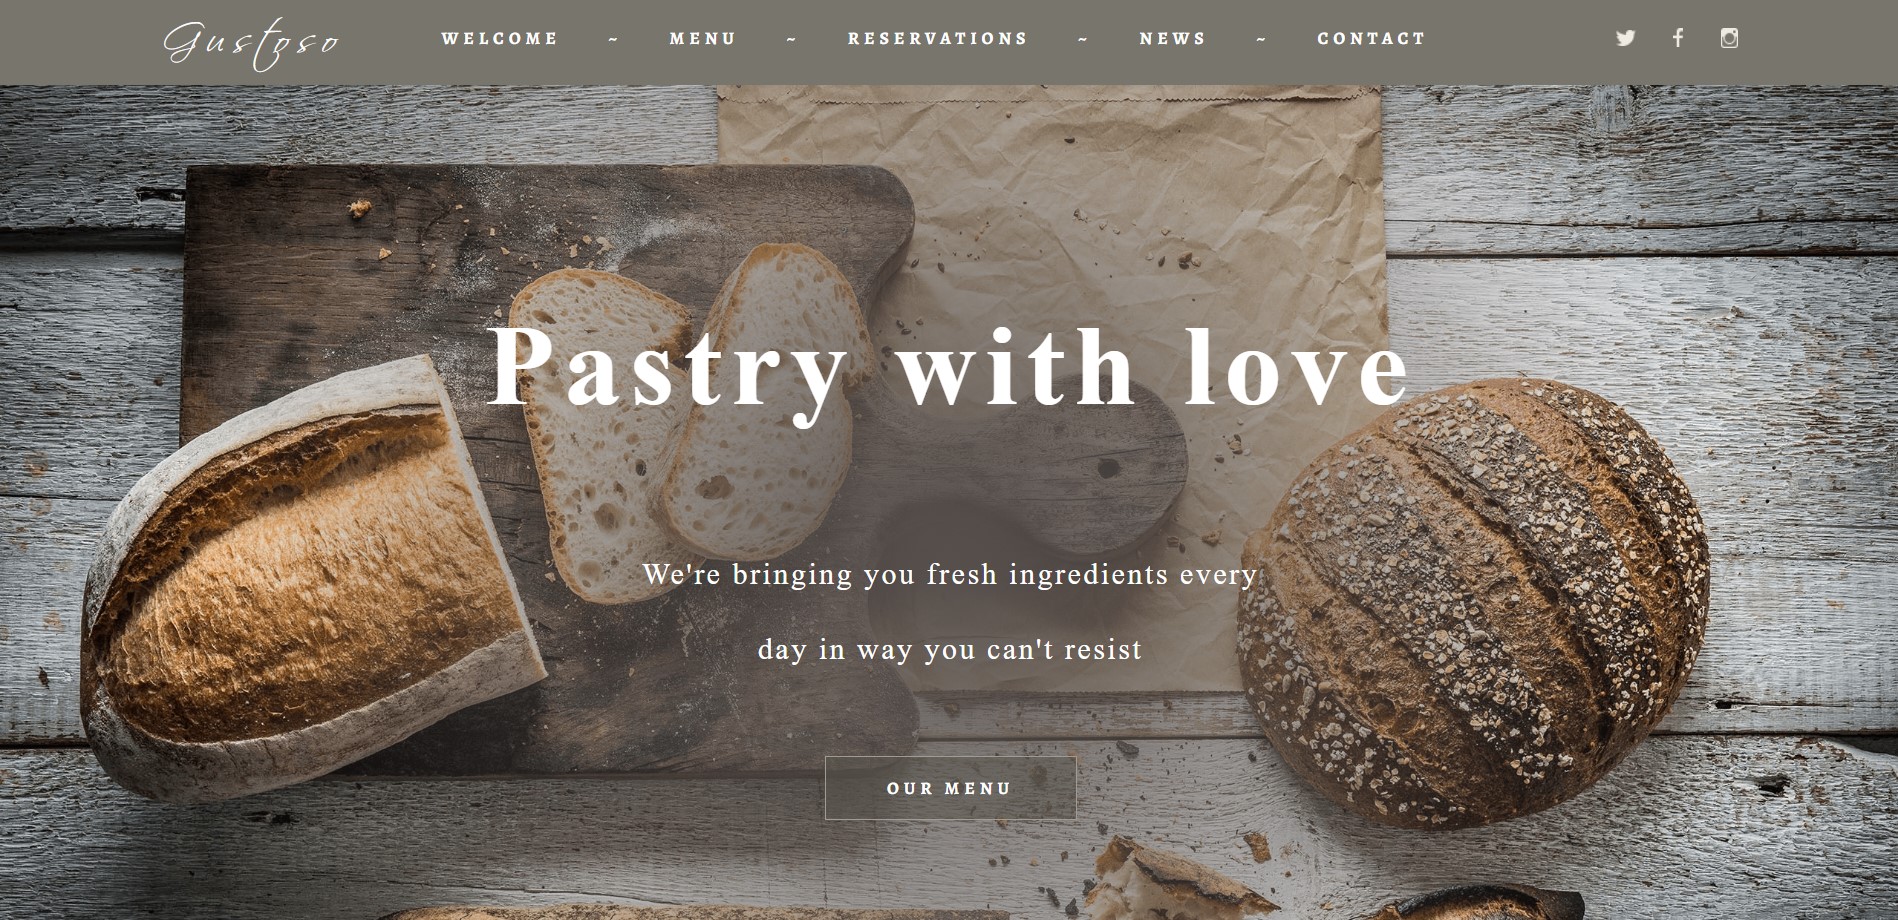 Gustoso
WELCOME ~ MENU ~ RESERVATIONS ~ NEWS ~ CONTACT
Pastry with love
We're bringing you fresh ingredients every
day in way you can't resist
OUR MENU